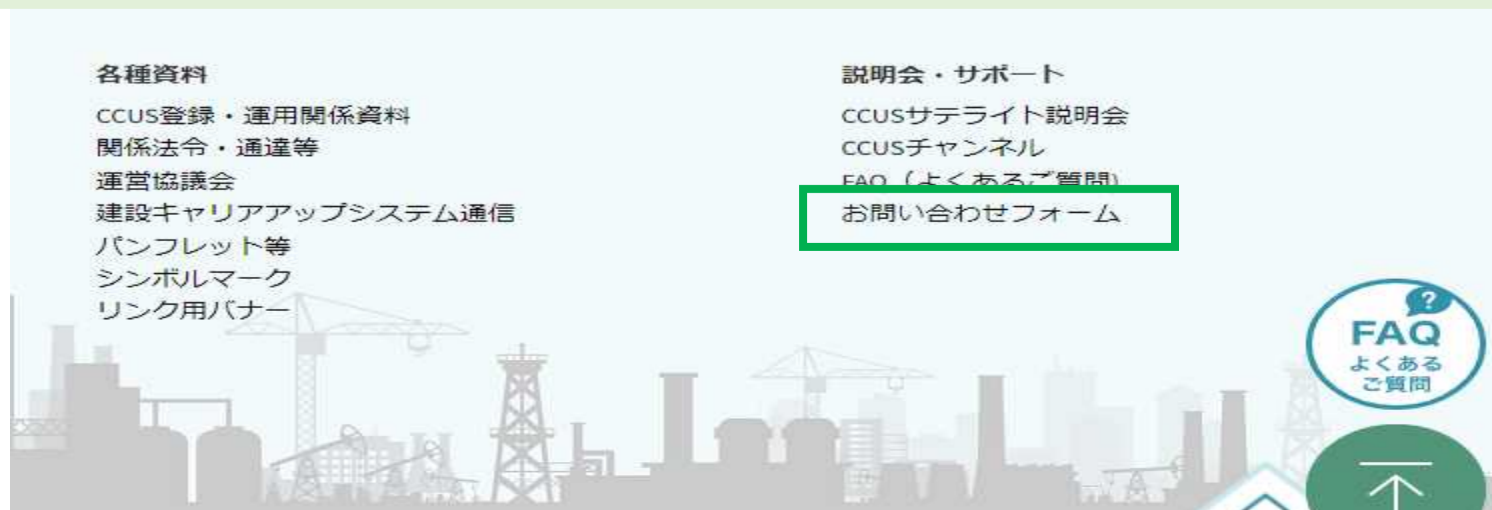 各種資料
CCUS登録・運用関係資料
関係法令・通達等
運営協議会
建設キャリアアップシステム通信
パンフレット等
シンボルマーク
リンク用バナー
説明会・サポート
CCUSサテライト説明会
CCUSチャンネル
FAQ（よくあるご質問）
お問い合わせフォーム
?
FAQ
よくある
ご質問